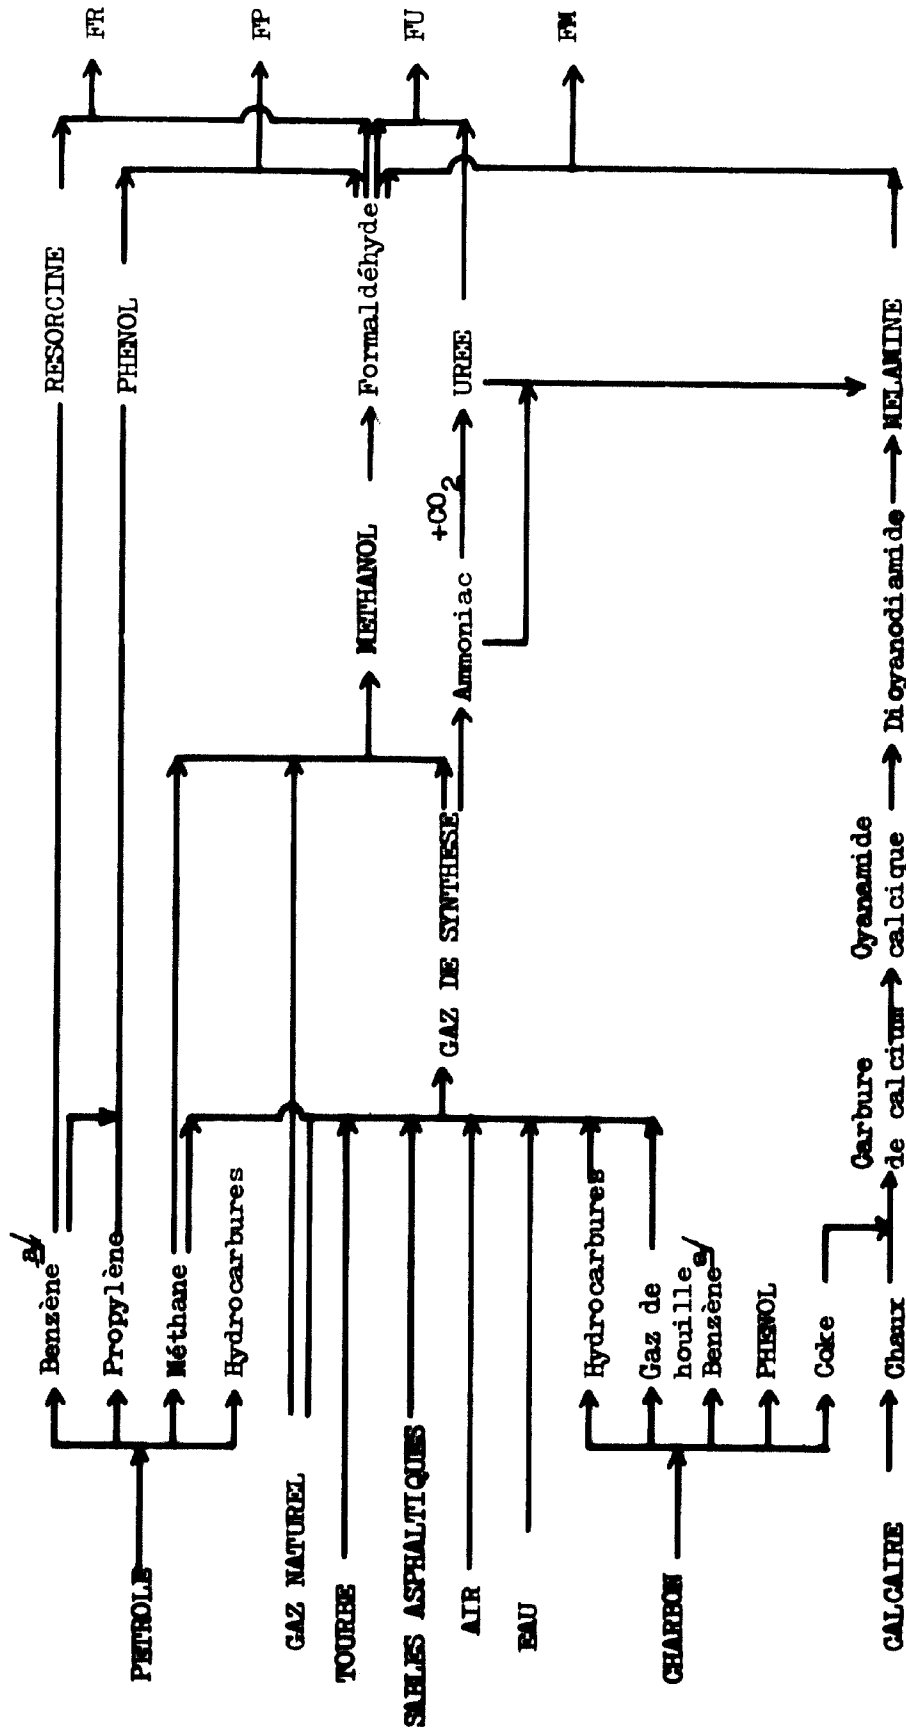 PETROLE
GAZ NATUREL
TOURBE
SABLES ASPHALTIQUES
AIR
EAU
CHARBON
CALCAIRE
Benzène a/
Propylène
Méthane
Hydrocarbures
Hydrocarbures
Gaz de
houille
Benzène a/
PHENOL
Coke
Chaux
GAZ DE SYNTHESE
Carbure
de calcium
Cyanamide
calcique
METHANOL
Ammoniac
+CO2
Dicyanodiamide
RESORCINE
PHENOL
Formaldéhyde
UREE
MELAMINE
FR
FP
FU
FM